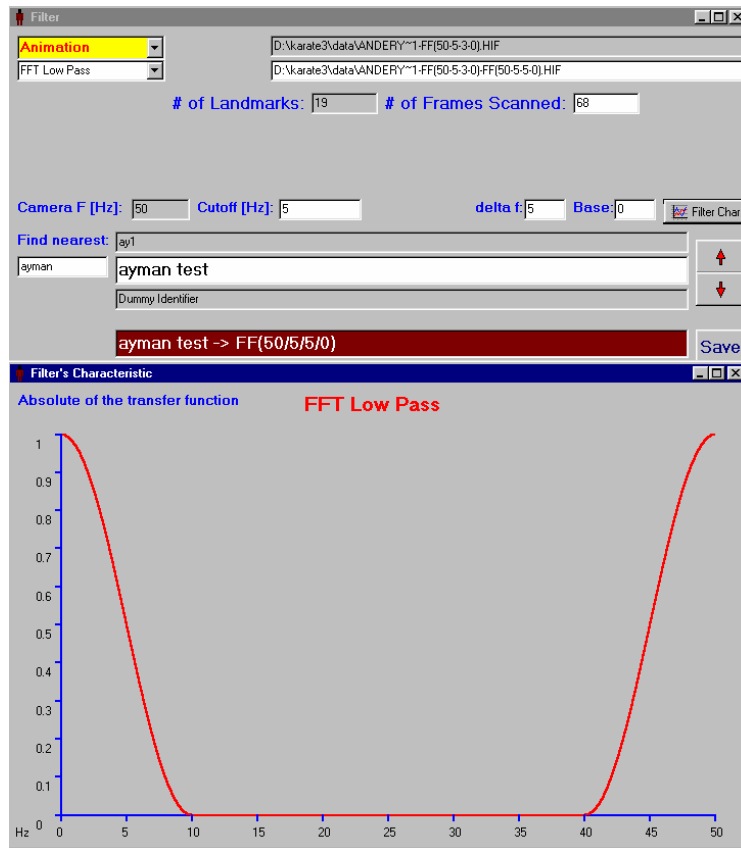 Filter
Animation
D:\karate3\data\ANDERY~1-FF(50-5-3-0).HIF
FFT Low Pass
D:\karate3\data\ANDERY~1-FF(50-5-3-0)-FF(50-5-5-0).HIF
# of Landmarks: 19 # of Frames Scanned: 68
Camera F [Hz]: 50 Cutoff [Hz]: 5 delta f: 5 Base: 0 Filter Char
Find nearest: ay1
ayman ayman test
Dummy Identifier
ayman test -> FF(50/5/5/0)
Save
Filter's Characteristic
Absolute of the transfer function FFT Low Pass
1
0.9
0.8
0.7
0.6
0.5
0.4
0.3
0.2
0.1
0
Hz 0 5 10 15 20 25 30 35 40 45 50